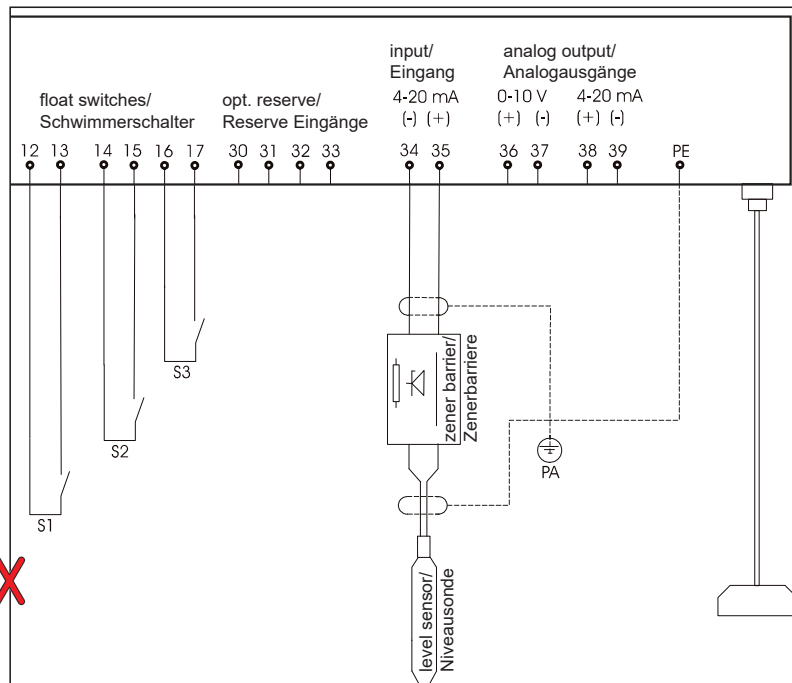 input/
Eingang
4-20 mA
(-) (+)
analog output/
Analogausgänge
0-10 V 4-20 mA
(+) (-) (+) (-)
float switches/
Schwimmerschalter
opt. reserve/
Reserve Eingänge
12 13 14 15 16 17 30 31 32 33 34 35 36 37 38 39 PE
S3
S2
S1
zener barrier/
Zenerbarriere
PA
level sensor/
Niveausonde